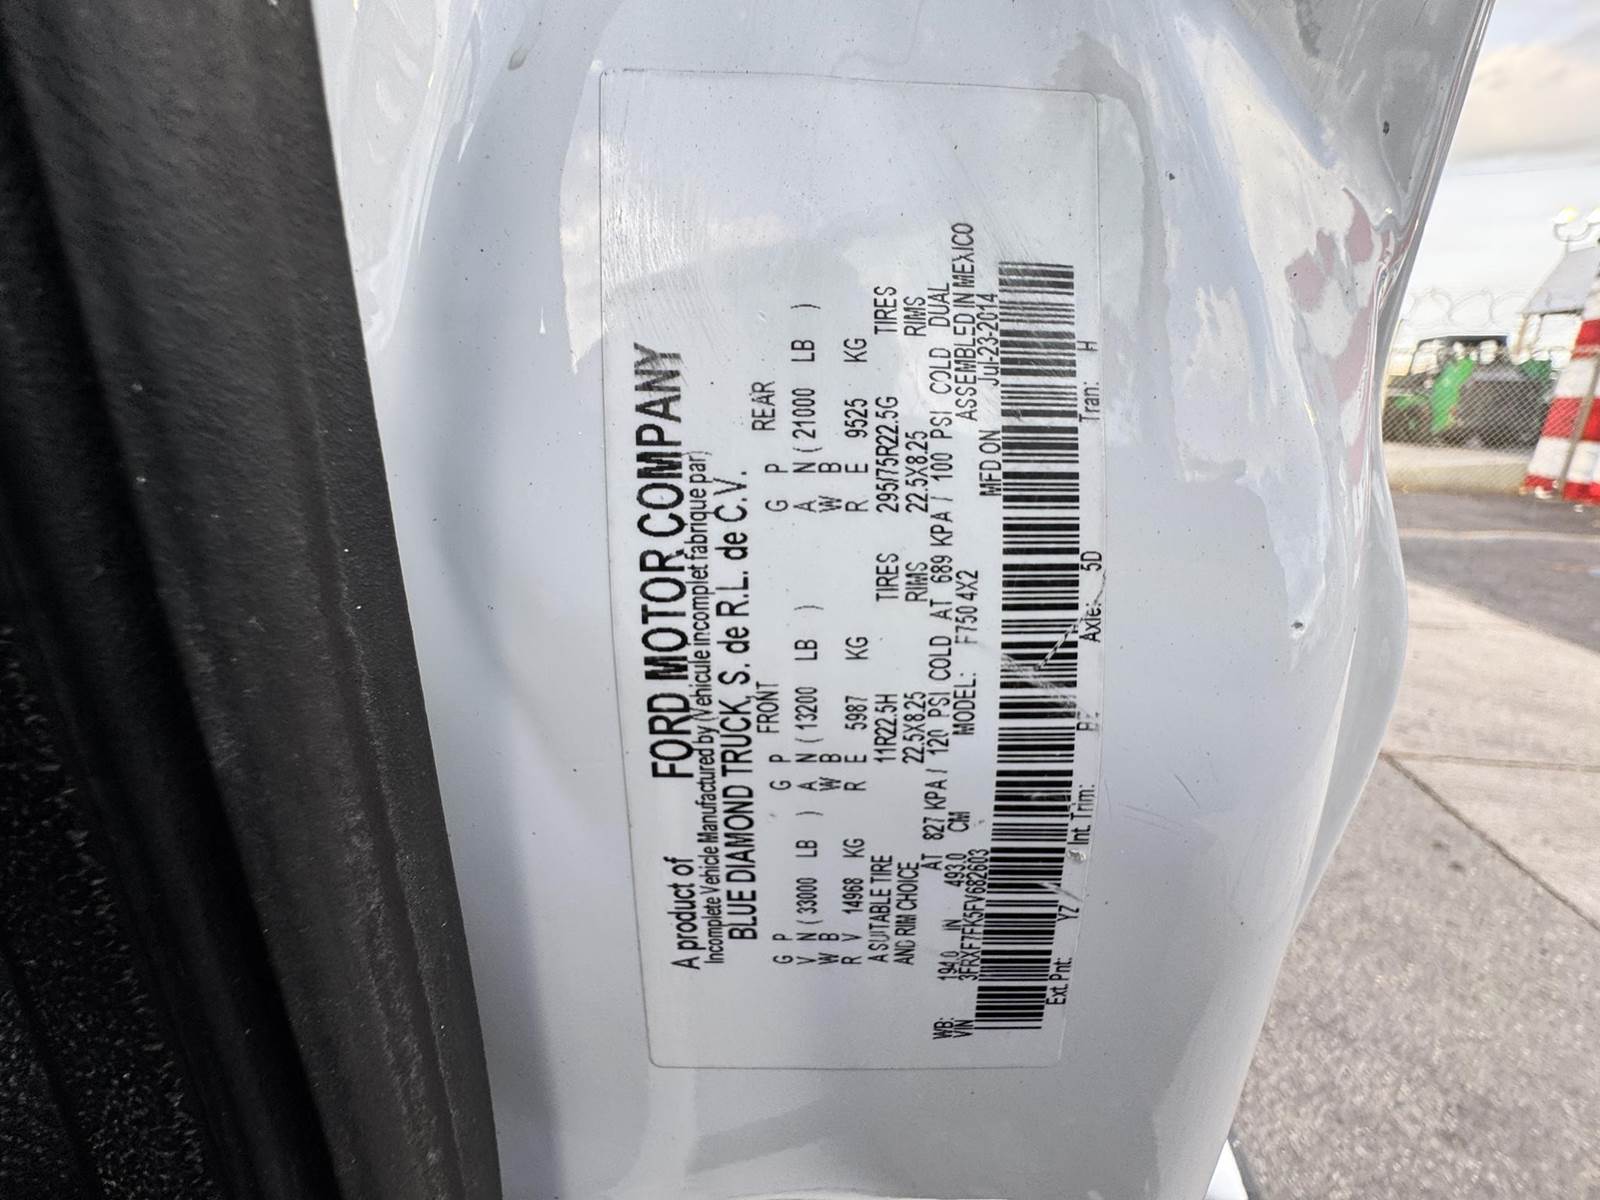 A product of FORD MOTOR COMPANY
Incomplete Vehicle Manufactured by (Vehicule incomplet fabrique par)
BLUE DIAMOND TRUCK, S. de R.L. de C.V.
FRONT REAR
G P G P G P
V N ( 33000 LB ) A N ( 13200 LB ) A N ( 21000 LB )
W B W B W B
R V 14968 KG R E 5987 KG R E 9525 KG
A SUITABLE TIRE 11R22.5H TIRES 295/75R22.5G TIRES
AND RIM CHOICE 22.5X8.25 RIMS 22.5X8.25 RIMS
AT 827 KPA / 120 PSI COLD AT 689 KPA / 100 PSI COLD DUAL
WB: 194.0 IN 493.0 CM MODEL: F750 4X2 ASSEMBLED IN MEXICO
VIN 3FRXF7FK5FV682603 MFD ON Jul-23-2014
Ext. Pnt: YZ Int. Trim: Axle: 5D Tran: H